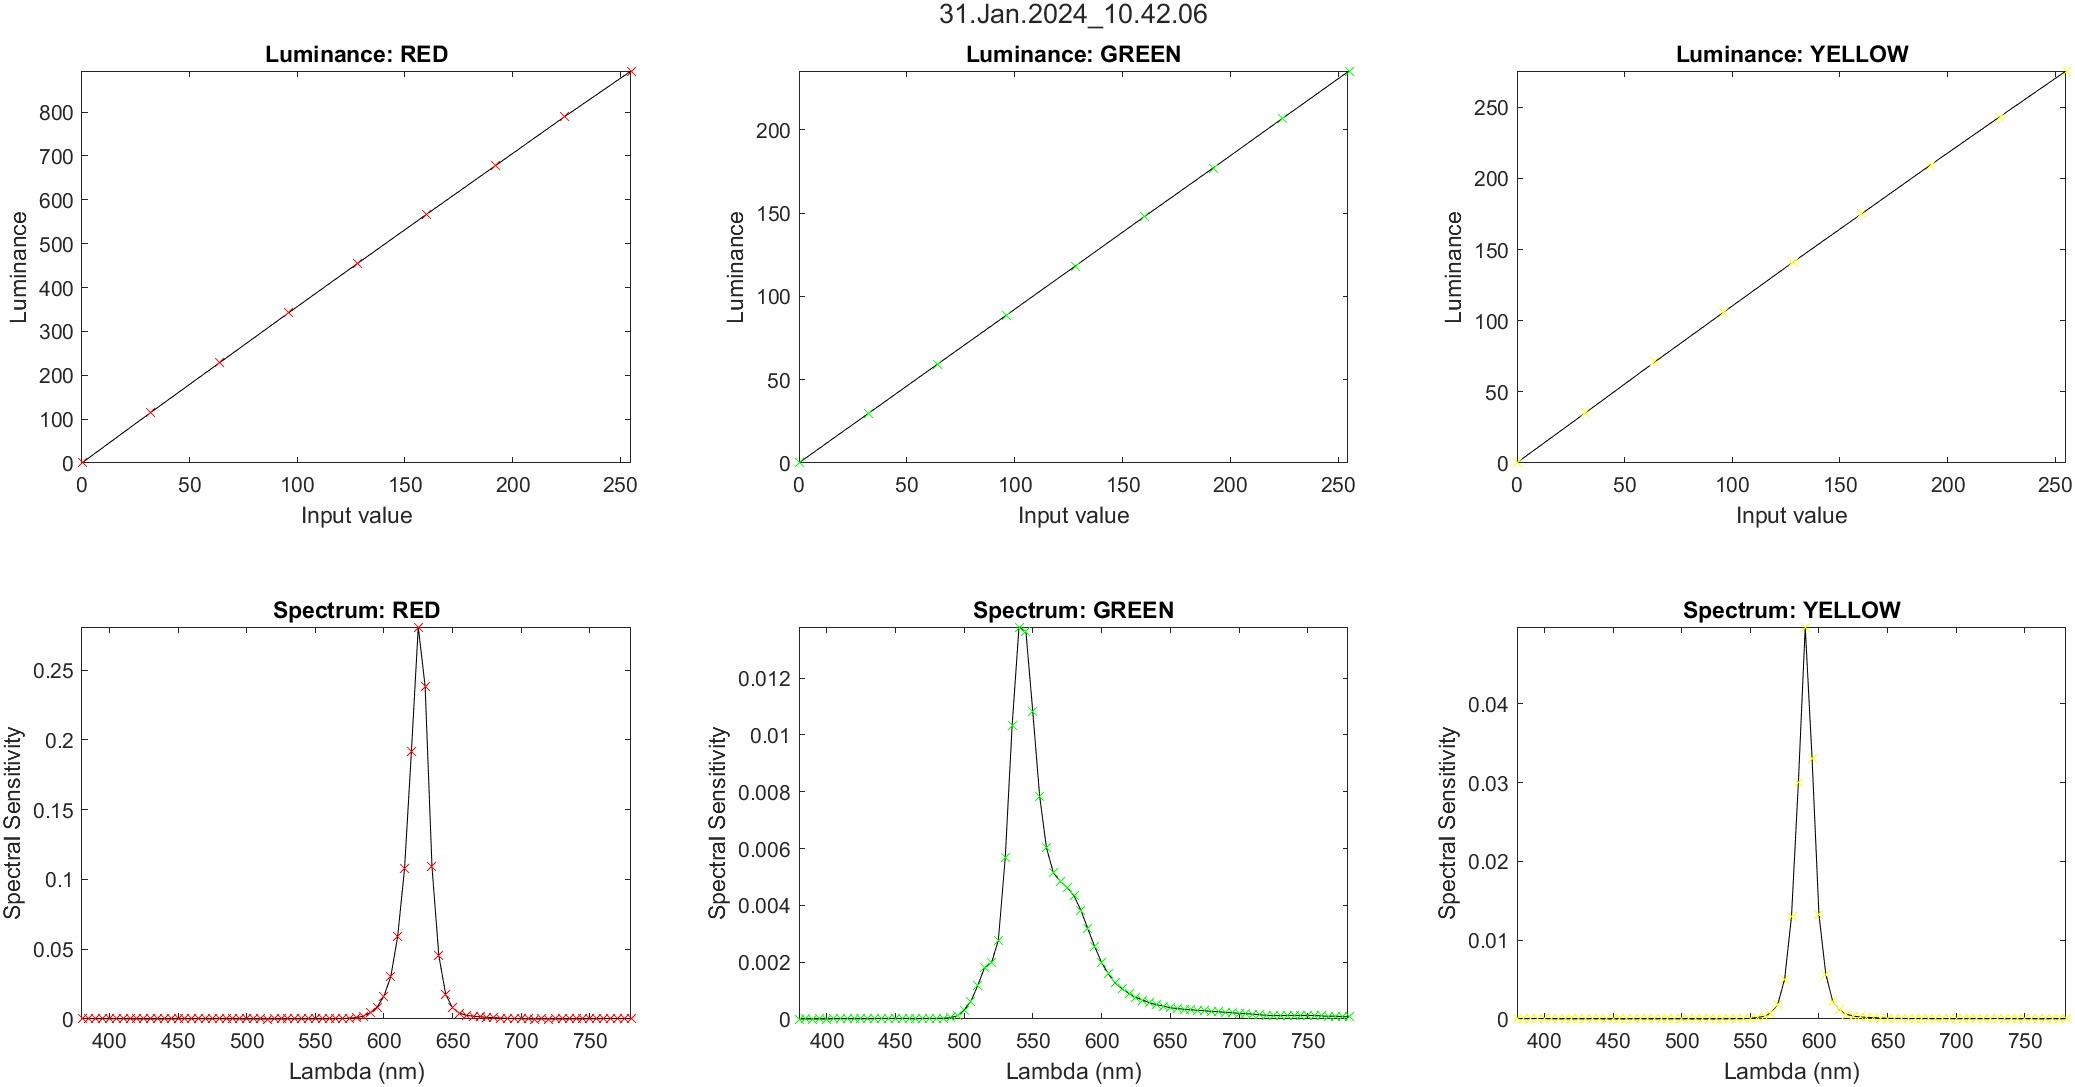 31.Jan.2024_10.42.06
Luminance: RED
800
700
600
500
400
300
200
100
0
Luminance
0 50 100 150 200 250
Input value
Luminance: GREEN
200
150
100
50
0
Luminance
0 50 100 150 200 250
Input value
Luminance: YELLOW
250
200
150
100
50
0
Luminance
0 50 100 150 200 250
Input value
Spectrum: RED
0.25
0.2
0.15
0.1
0.05
0
Spectral Sensitivity
400 450 500 550 600 650 700 750
Lambda (nm)
Spectrum: GREEN
0.012
0.01
0.008
0.006
0.004
0.002
0
Spectral Sensitivity
400 450 500 550 600 650 700 750
Lambda (nm)
Spectrum: YELLOW
0.04
0.03
0.02
0.01
0
Spectral Sensitivity
400 450 500 550 600 650 700 750
Lambda (nm)